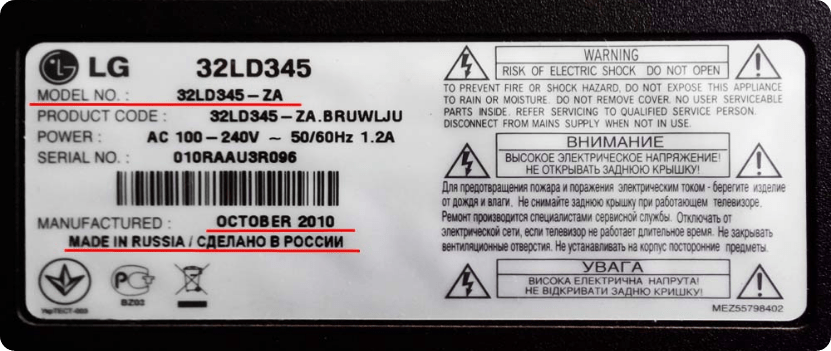 LG 32LD345
MODEL NO. : 32LD345-ZA
PRODUCT CODE : 32LD345-ZA.BRUWLJU
POWER : AC 100-240V ~ 50/60Hz 1.2A
SERIAL NO. : 010RAAU3R096
MANUFACTURED : OCTOBER 2010
MADE IN RUSSIA / СДЕЛАНО В РОССИИ
УкрТЕСТ-003
РС
BZ03
WARNING
RISK OF ELECTRIC SHOCK DO NOT OPEN
TO PREVENT FIRE OR SHOCK HAZARD, DO NOT EXPOSE THIS APPLIANCE
TO RAIN OR MOISTURE. DO NOT REMOVE COVER. NO USER SERVICEABLE
PARTS INSIDE. REFER SERVICING TO QUALIFIED SERVICE PERSON.
DISCONNECT FROM MAINS SUPPLY WHEN NOT IN USE.
ВНИМАНИЕ
ВЫСОКОЕ ЭЛЕКТРИЧЕСКОЕ НАПРЯЖЕНИЕ!
НЕ ОТКРЫВАТЬ ЗАДНЮЮ КРЫШКУ!
Для предотвращения пожара и поражения электрическим током - берегите изделие
от дождя и влаги. Не снимайте заднюю крышку при работающем телевизоре.
Ремонт производится специалистами сервисной службы. Отключать от
электрической сети, если телевизор не работает длительное время. Не закрывать
вентиляционные отверстия. Не устанавливать на корпус посторонние предметы.
УВАГА
ВИСОКА ЕЛЕКТРИЧНА НАПРУГА!
НЕ ВІДКРИВАТИ ЗАДНЮ КРИШКУ!
MEZ55798402